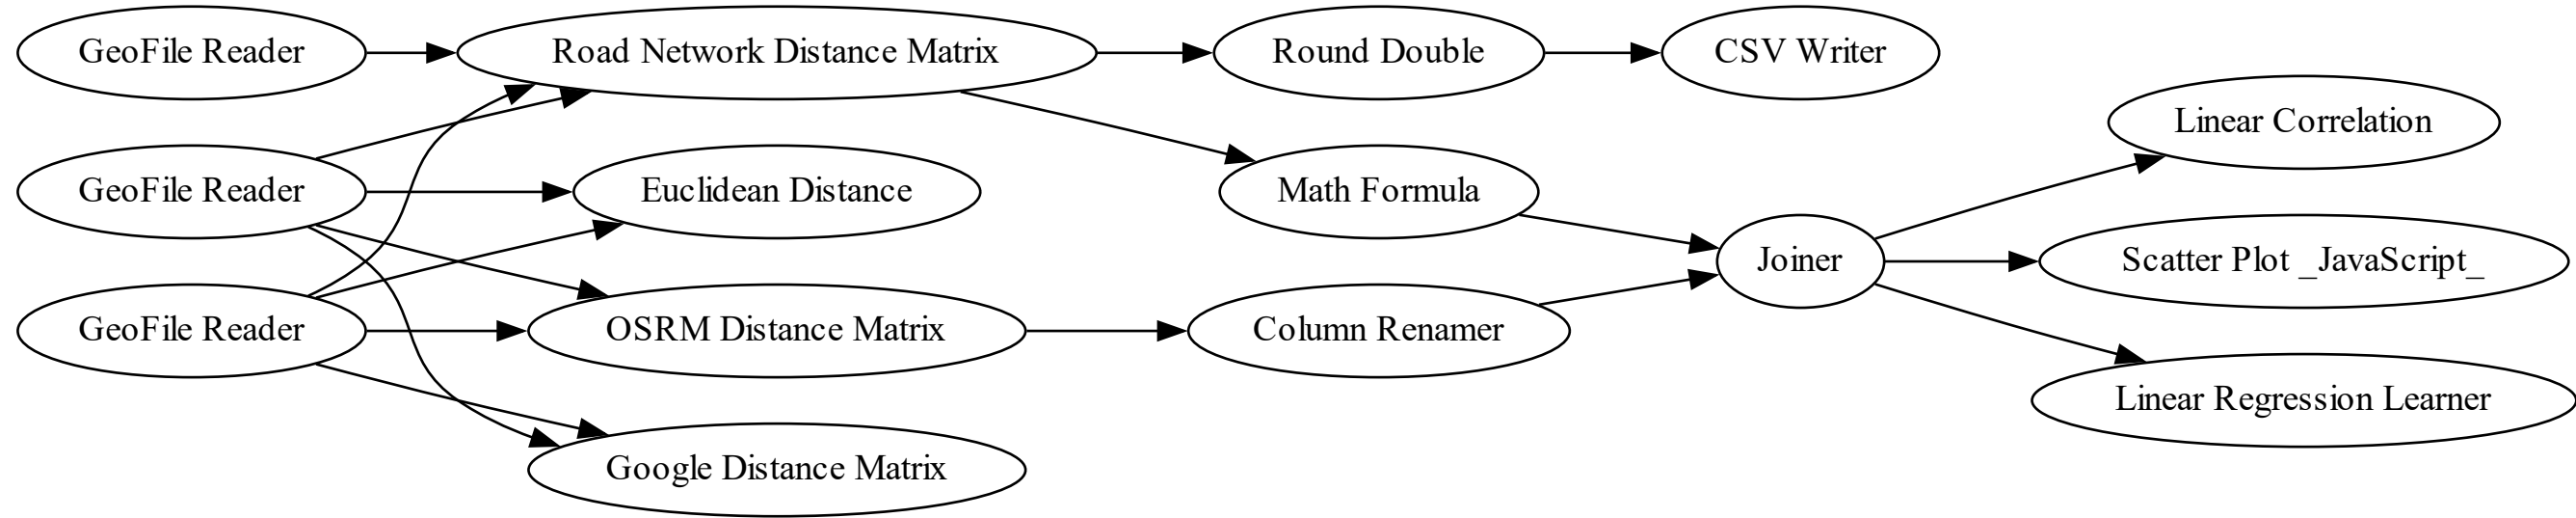 GeoFile Reader
Road Network Distance Matrix
Round Double
CSV Writer
Linear Correlation
GeoFile Reader
Euclidean Distance
Math Formula
Joiner
Scatter Plot _JavaScript_
GeoFile Reader
OSRM Distance Matrix
Column Renamer
Linear Regression Learner
Google Distance Matrix